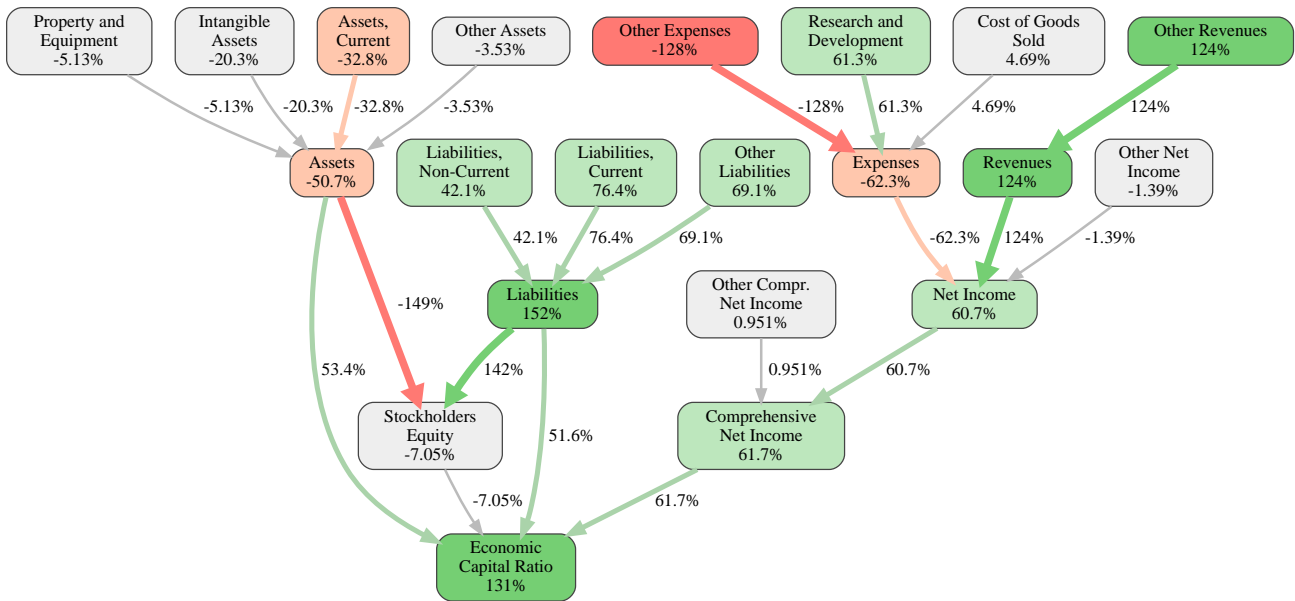 Property and
Equipment
-5.13%
Intangible
Assets
-20.3%
Assets,
Current
-32.8%
Other Assets
-3.53%
Other Expenses
-128%
Research and
Development
61.3%
Cost of Goods
Sold
4.69%
Other Revenues
124%
-5.13%
-20.3%
-32.8%
-3.53%
-128%
61.3%
4.69%
124%
Assets
-50.7%
Liabilities,
Non-Current
42.1%
Liabilities,
Current
76.4%
Other
Liabilities
69.1%
Expenses
-62.3%
Revenues
124%
Other Net
Income
-1.39%
42.1%
76.4%
69.1%
-62.3%
124%
-1.39%
-149%
Liabilities
152%
Other Compr.
Net Income
0.951%
Net Income
60.7%
53.4%
142%
0.951%
60.7%
Stockholders
Equity
-7.05%
51.6%
Comprehensive
Net Income
61.7%
-7.05%
61.7%
Economic
Capital Ratio
131%